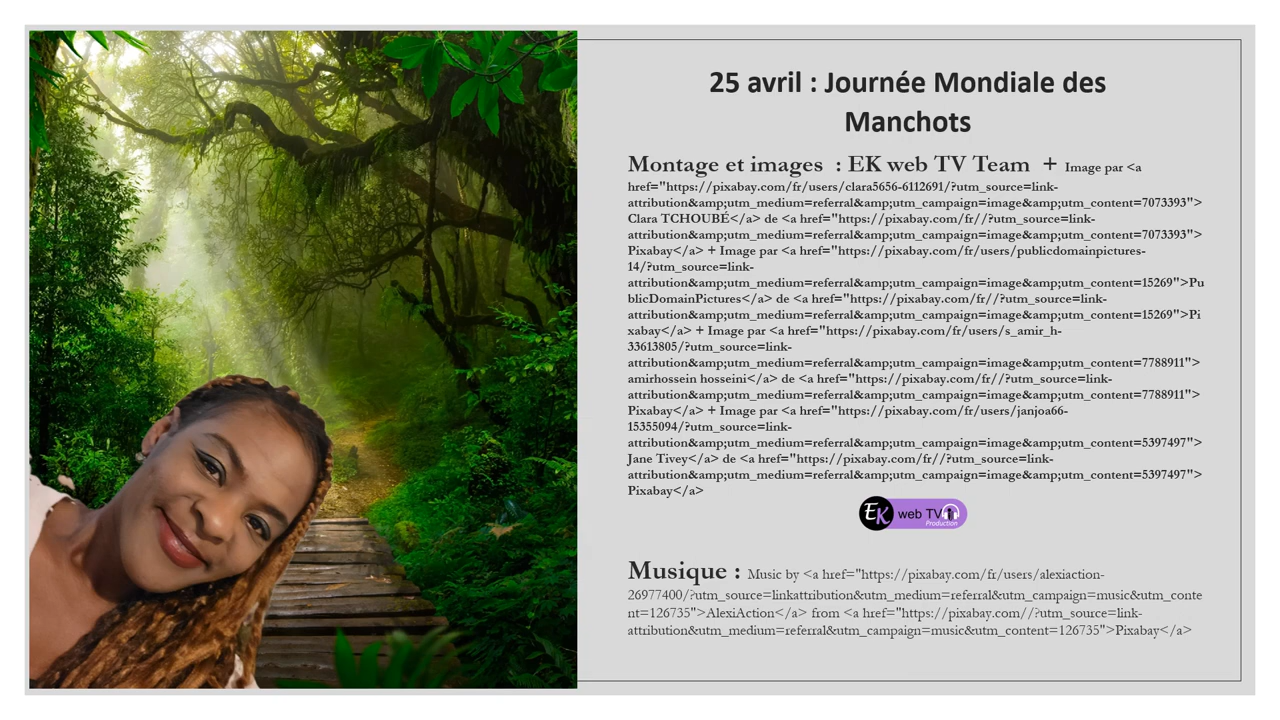 25 avril : Journée Mondiale des
Manchots
Montage et images : EK web TV Team + Image par <a
href="https://pixabay.com/fr/users/clara5656-6112691/?utm_source=link-
attribution&amp;utm_medium=referral&amp;utm_campaign=image&amp;utm_content=7073393">
Clara TCHOUBÉ</a> de <a href="https://pixabay.com/fr//?utm_source=link-
attribution&amp;utm_medium=referral&amp;utm_campaign=image&amp;utm_content=7073393">
Pixabay</a> + Image par <a href="https://pixabay.com/fr/users/publicdomainpictures-
14/?utm_source=link-
attribution&amp;utm_medium=referral&amp;utm_campaign=image&amp;utm_content=15269">Pu
blicDomainPictures</a> de <a href="https://pixabay.com/fr//?utm_source=link-
attribution&amp;utm_medium=referral&amp;utm_campaign=image&amp;utm_content=15269">Pi
xabay</a> + Image par <a href="https://pixabay.com/fr/users/s_amir_h-
33613805/?utm_source=link-
attribution&amp;utm_medium=referral&amp;utm_campaign=image&amp;utm_content=7788911">
amirhossein hosseini</a> de <a href="https://pixabay.com/fr//?utm_source=link-
attribution&amp;utm_medium=referral&amp;utm_campaign=image&amp;utm_content=7788911">
Pixabay</a> + Image par <a href="https://pixabay.com/fr/users/janjoa66-
15355094/?utm_source=link-
attribution&amp;utm_medium=referral&amp;utm_campaign=image&amp;utm_content=5397497">
Jane Tivey</a> de <a href="https://pixabay.com/fr//?utm_source=link-
attribution&amp;utm_medium=referral&amp;utm_campaign=image&amp;utm_content=5397497">
Pixabay</a>
EK web TV
Production
Musique : Music by <a href="https://pixabay.com/fr/users/alexiaction-
26977400/?utm_source=linkattribution&utm_medium=referral&utm_campaign=music&utm_conte
nt=126735">AlexiAction</a> from <a href="https://pixabay.com//?utm_source=link-
attribution&utm_medium=referral&utm_campaign=music&utm_content=126735">Pixabay</a>